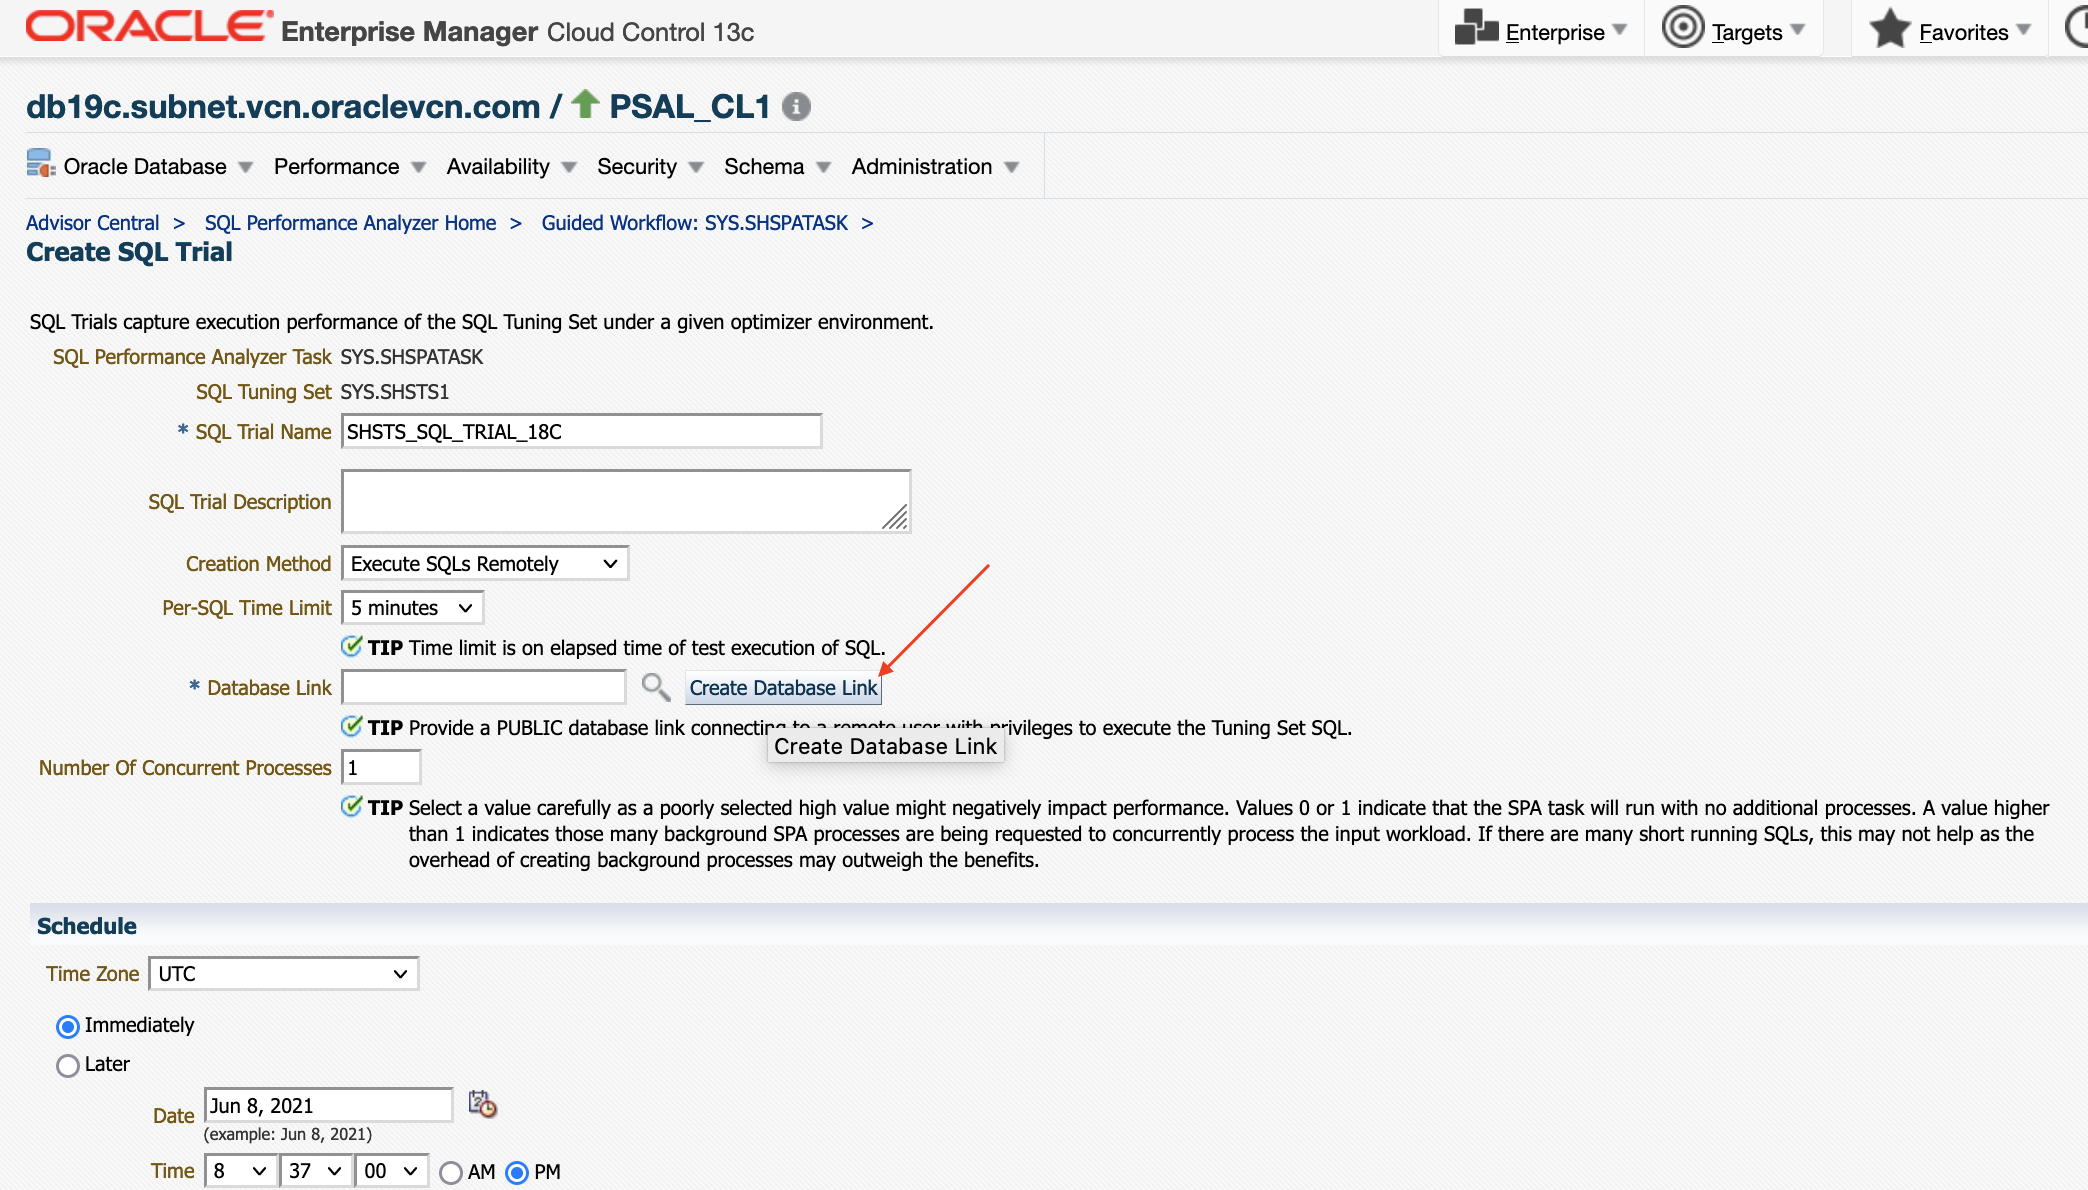 ORACLE Enterprise Manager Cloud Control 13c Enterprise Targets Favorites
db19c.subnet.vcn.oraclevcn.com / PSAL_CL1
Oracle Database Performance Availability Security Schema Administration
Advisor Central > SQL Performance Analyzer Home > Guided Workflow: SYS.SHSPATASK >
Create SQL Trial
SQL Trials capture execution performance of the SQL Tuning Set under a given optimizer environment.
SQL Performance Analyzer Task SYS.SHSPATASK
SQL Tuning Set SYS.SHSTS1
* SQL Trial Name SHSTS_SQL_TRIAL_18C
SQL Trial Description
Creation Method Execute SQLs Remotely
Per-SQL Time Limit 5 minutes
TIP Time limit is on elapsed time of test execution of SQL.
* Database Link Create Database Link
TIP Provide a PUBLIC database link connecting to a remote user with privileges to execute the Tuning Set SQL.
Create Database Link
Number Of Concurrent Processes 1
TIP Select a value carefully as a poorly selected high value might negatively impact performance. Values 0 or 1 indicate that the SPA task will run with no additional processes. A value higher
than 1 indicates those many background SPA processes are being requested to concurrently process the input workload. If there are many short running SQLs, this may not help as the
overhead of creating background processes may outweigh the benefits.
Schedule
Time Zone UTC
Immediately
Later
Date Jun 8, 2021
(example: Jun 8, 2021)
Time 8 37 00 AM PM